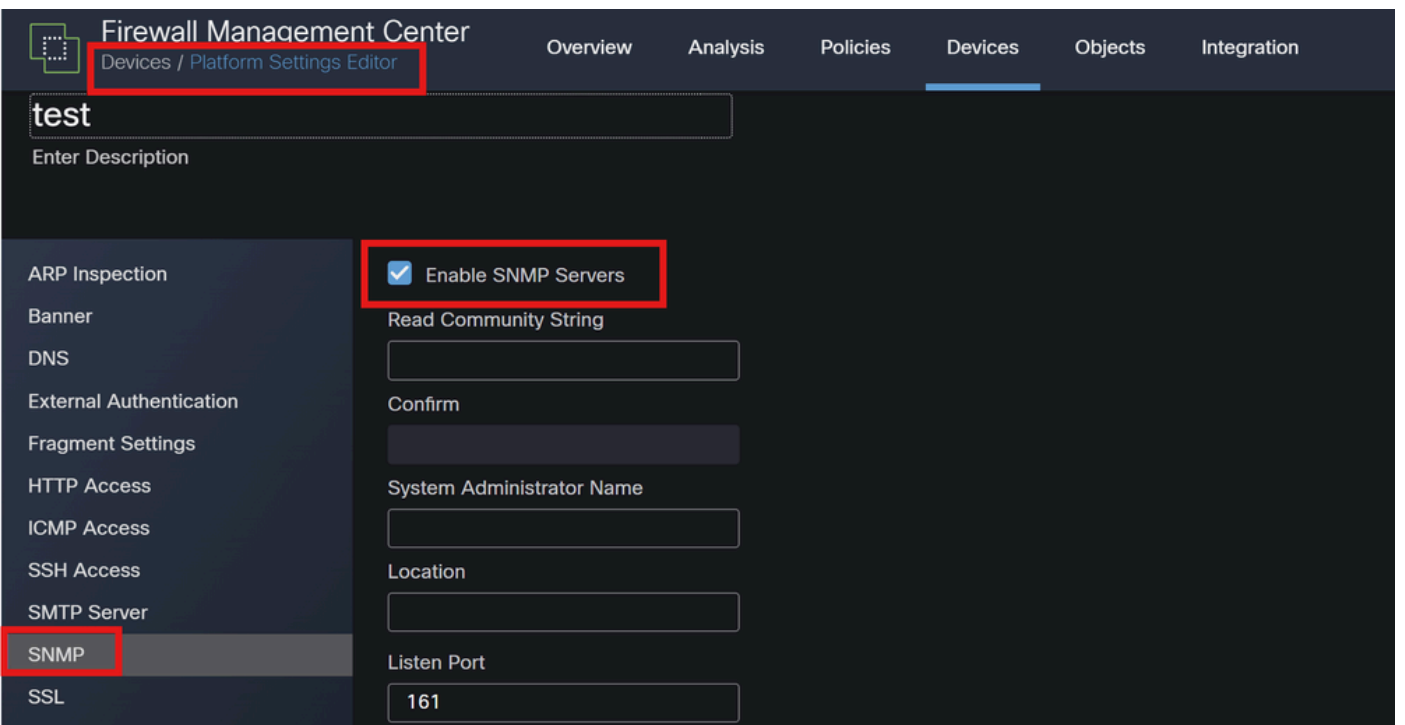 Firewall Management Center
Devices / Platform Settings Editor
Overview Analysis Policies Devices Objects Integration
test
Enter Description
ARP Inspection
Banner
DNS
External Authentication
Fragment Settings
HTTP Access
ICMP Access
SSH Access
SMTP Server
SNMP
SSL
Enable SNMP Servers
Read Community String
Confirm
System Administrator Name
Location
Listen Port
161